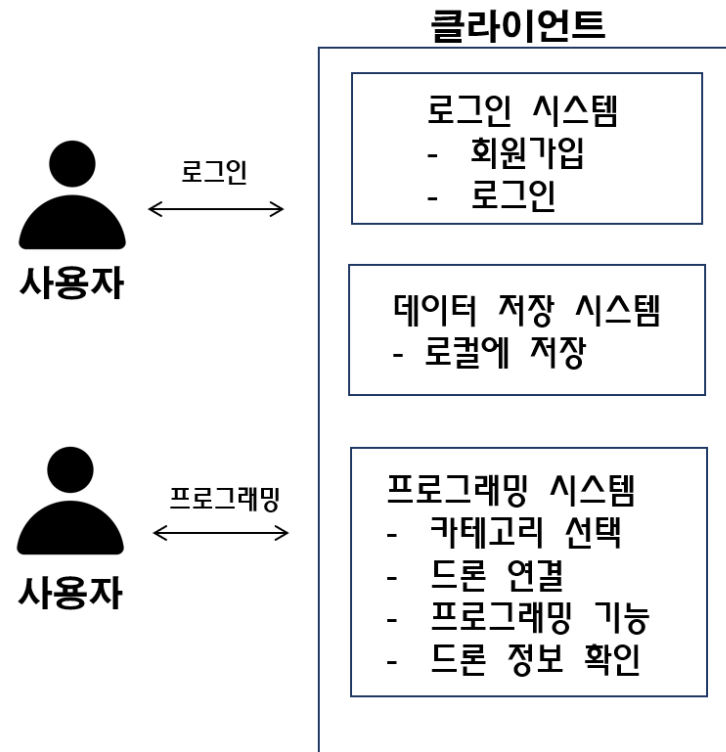 클라이언트
로그인 시스템
- 회원가입
- 로그인
로그인
사용자
데이터 저장 시스템
- 로컬에 저장
프로그래밍 시스템
- 카테고리 선택
- 드론 연결
- 프로그래밍 기능
- 드론 정보 확인
프로그래밍
사용자